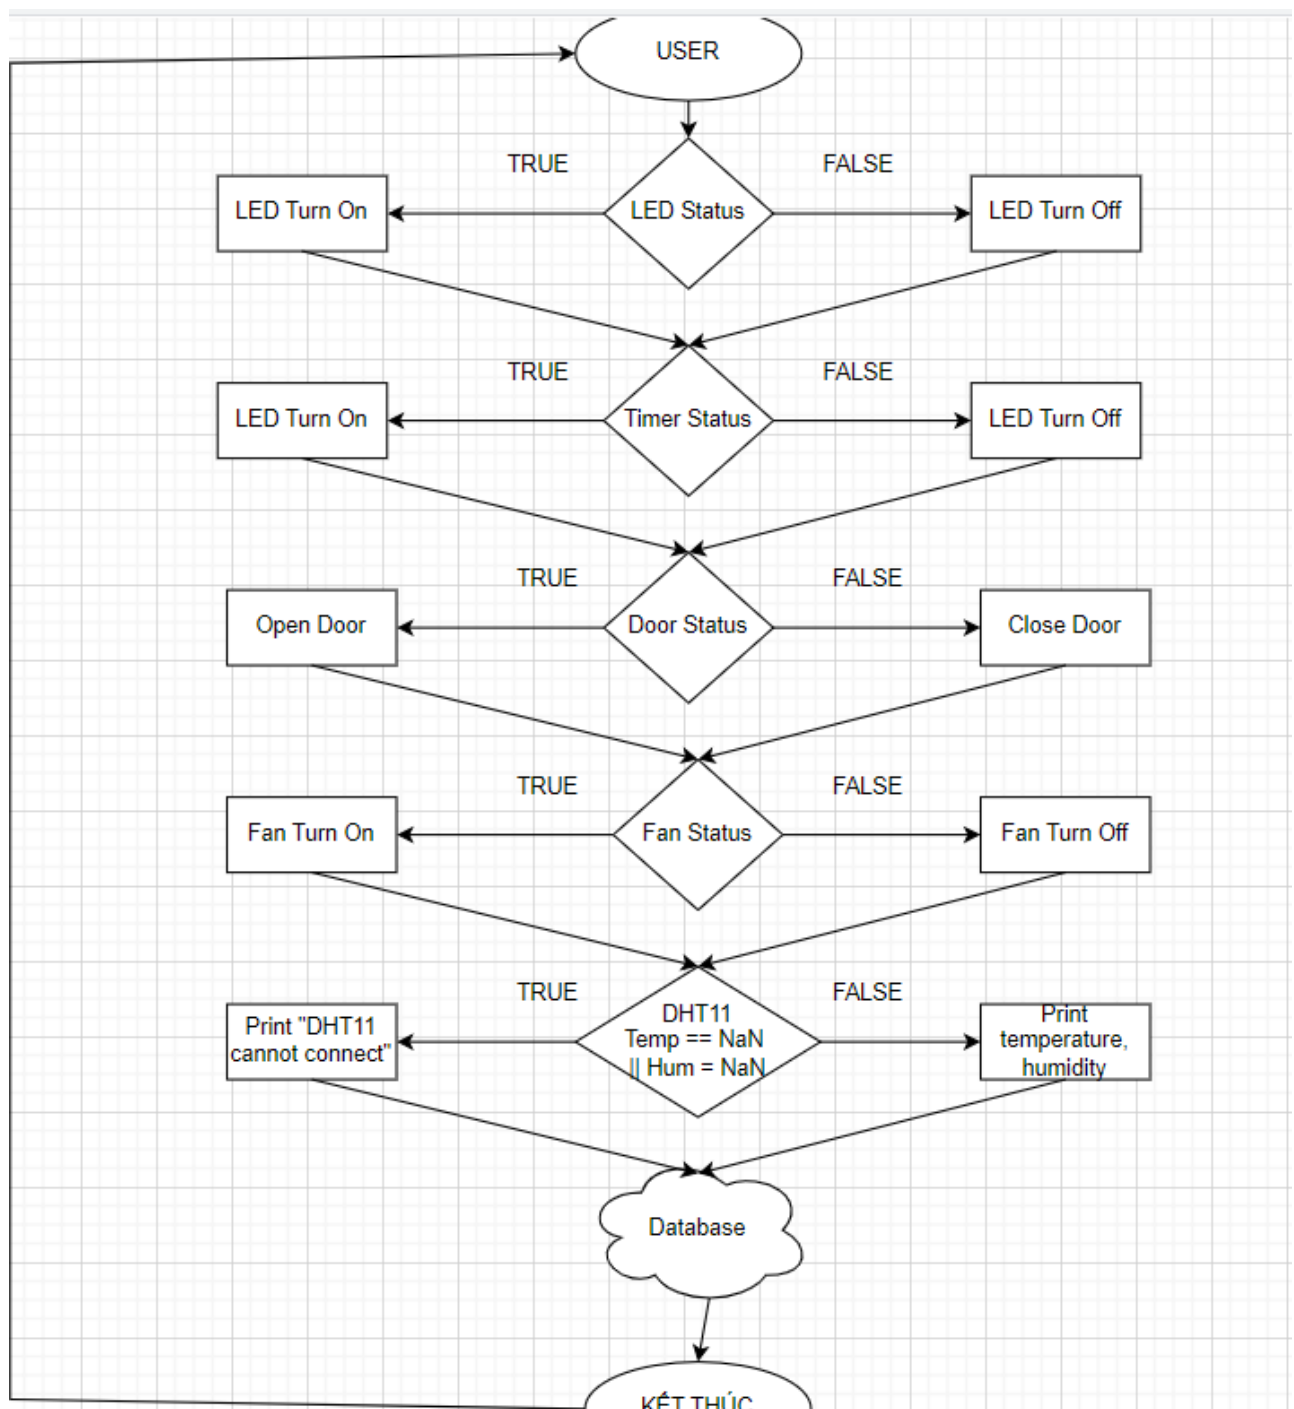 USER
TRUE
FALSE
LED Turn On
LED Status
LED Turn Off
TRUE
FALSE
LED Turn On
Timer Status
LED Turn Off
TRUE
FALSE
Open Door
Door Status
Close Door
TRUE
FALSE
Fan Turn On
Fan Status
Fan Turn Off
TRUE
FALSE
Print "DHT11
cannot connect"
DHT11
Temp == NaN
|| Hum = NaN
Print
temperature,
humidity
Database
KẾT THÚC